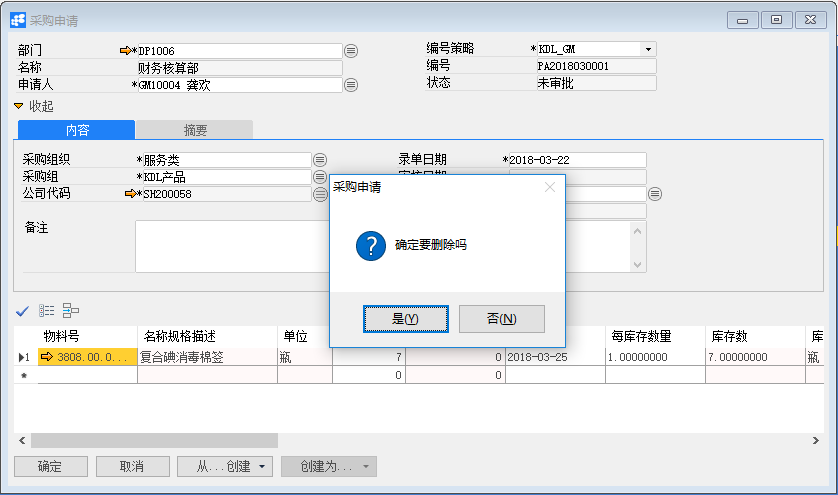 采购申请
部门 *DP1006 编号策略 *KDL_GM
名称 财务核算部 编号 PA2018030001
申请人 *GM10004 龚欢 状态 未审批
收起
内容 摘要
采购组织 *服务类 录单日期 *2018-03-22
采购组 *KDL产品
公司代码 *SH200058
备注
采购申请
确定要删除吗
是(Y) 否(N)
物料号 名称规格描述 单位 每库存数量 库存数 库
1 3808.00.0... 复合碘消毒棉签 瓶 7 0 2018-03-25 1.00000000 7.00000000 瓶
* 0 0
确定 取消 从...创建 创建为...